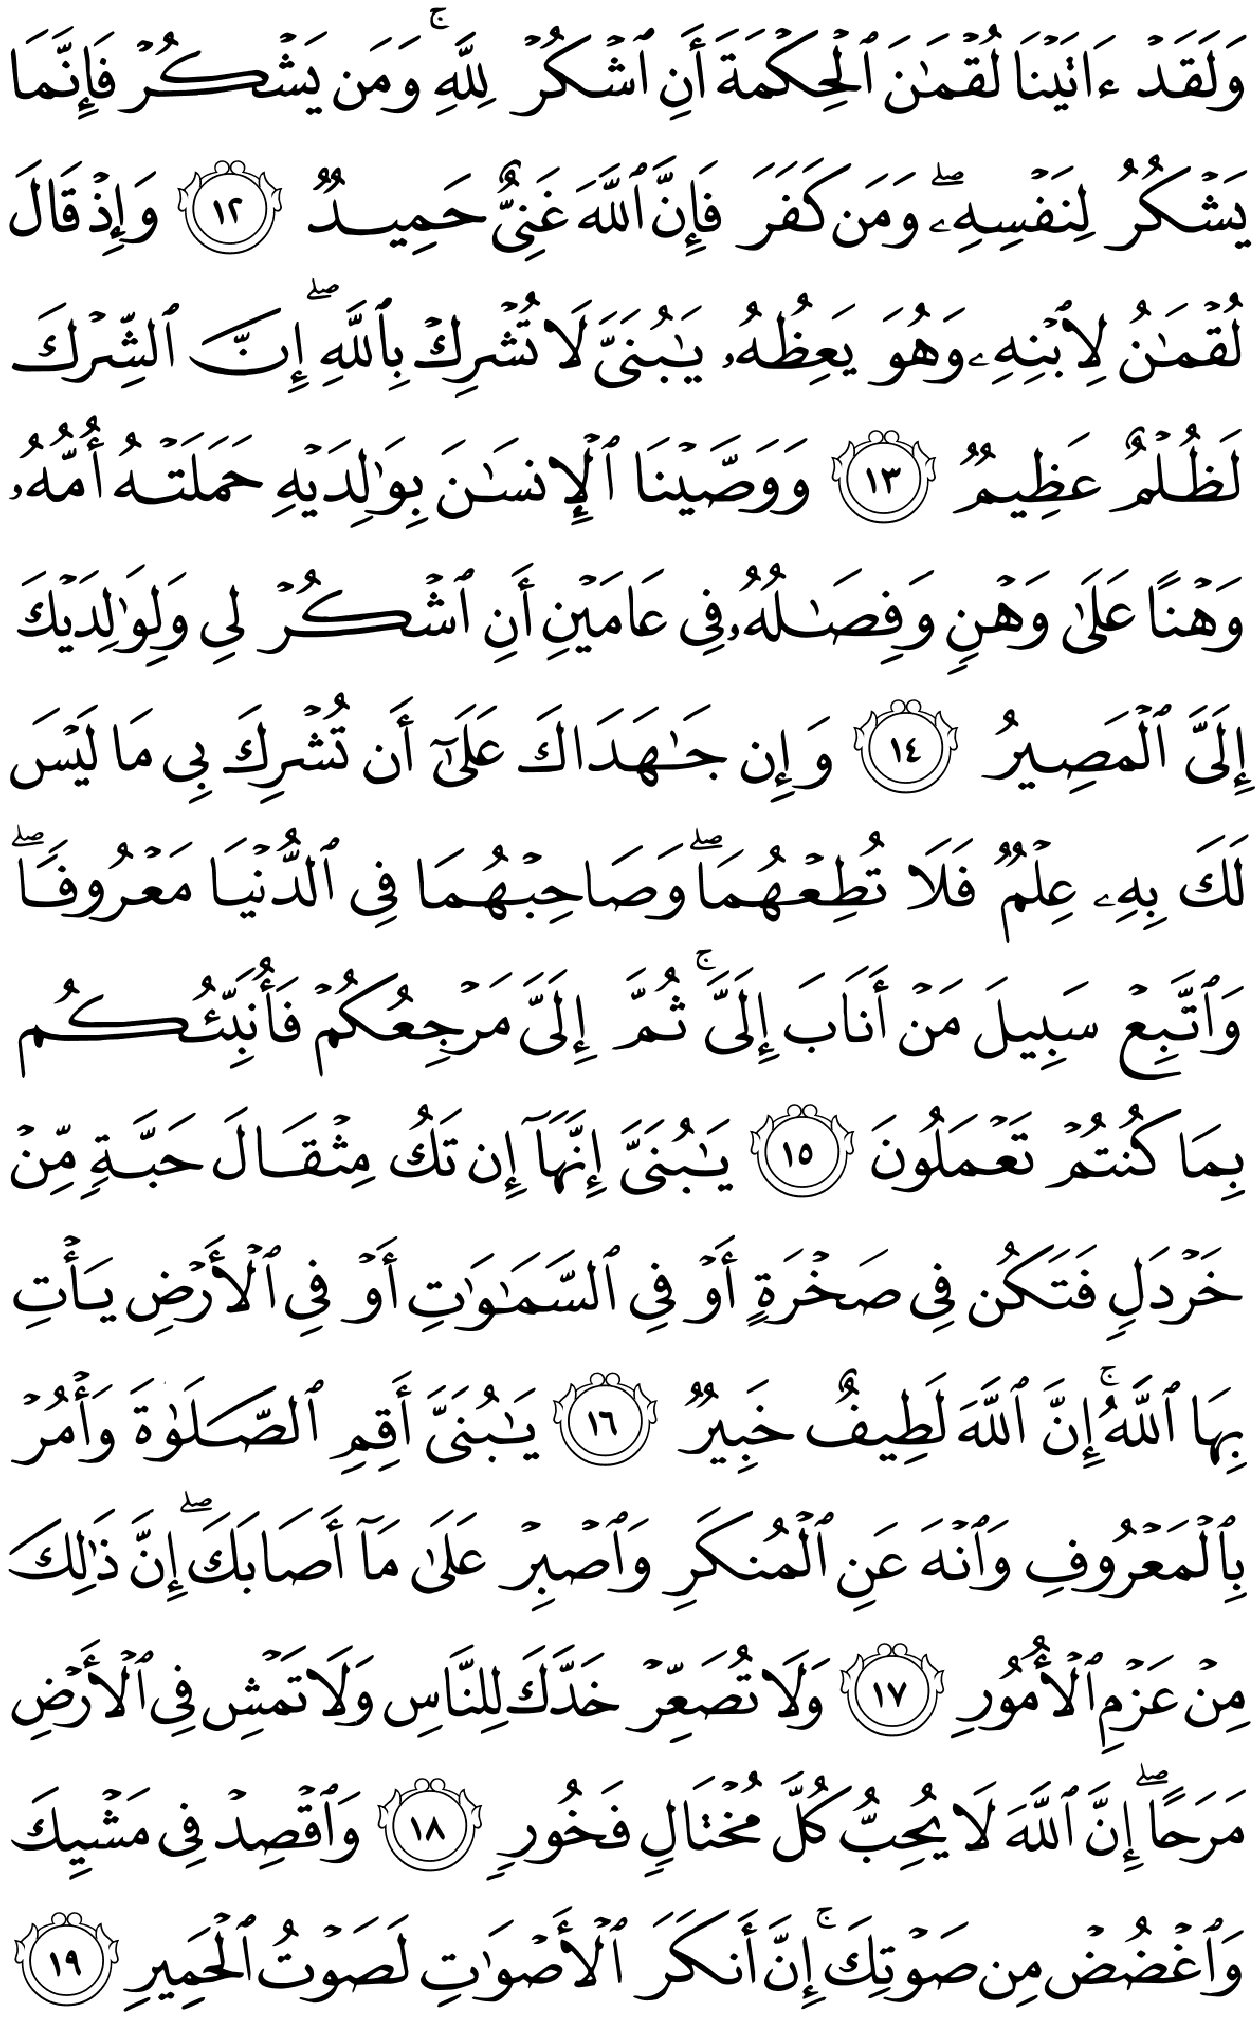 وَلَقَدۡ ءَاتَيۡنَا لُقۡمَٰنَ ٱلۡحِكۡمَةَ أَنِ ٱشۡكُرۡ لِلَّهِۚ وَمَن يَشۡكُرۡ فَإِنَّمَا
يَشۡكُرُ لِنَفۡسِهِۦۖ وَمَن كَفَرَ فَإِنَّ ٱللَّهَ غَنِيٌّ حَمِيدٞ ١٢ وَإِذۡ قَالَ
لُقۡمَٰنُ لِٱبۡنِهِۦ وَهُوَ يَعِظُهُۥ يَٰبُنَيَّ لَا تُشۡرِكۡ بِٱللَّهِۖ إِنَّ ٱلشِّرۡكَ
لَظُلۡمٌ عَظِيمٞ ١٣ وَوَصَّيۡنَا ٱلۡإِنسَٰنَ بِوَٰلِدَيۡهِ حَمَلَتۡهُ أُمُّهُۥ
وَهۡنًا عَلَىٰ وَهۡنٖ وَفِصَٰلُهُۥ فِي عَامَيۡنِ أَنِ ٱشۡكُرۡ لِي وَلِوَٰلِدَيۡكَ
إِلَيَّ ٱلۡمَصِيرُ ١٤ وَإِن جَٰهَدَاكَ عَلَىٰٓ أَن تُشۡرِكَ بِي مَا لَيۡسَ
لَكَ بِهِۦ عِلۡمٞ فَلَا تُطِعۡهُمَاۖ وَصَاحِبۡهُمَا فِي ٱلدُّنۡيَا مَعۡرُوفٗاۖ
وَٱتَّبِعۡ سَبِيلَ مَنۡ أَنَابَ إِلَيَّۚ ثُمَّ إِلَيَّ مَرۡجِعُكُمۡ فَأُنَبِّئُكُم
بِمَا كُنتُمۡ تَعۡمَلُونَ ١٥ يَٰبُنَيَّ إِنَّهَآ إِن تَكُ مِثۡقَالَ حَبَّةٖ مِّنۡ
خَرۡدَلٖ فَتَكُن فِي صَخۡرَةٍ أَوۡ فِي ٱلسَّمَٰوَٰتِ أَوۡ فِي ٱلۡأَرۡضِ يَأۡتِ
بِهَا ٱللَّهُۚ إِنَّ ٱللَّهَ لَطِيفٌ خَبِيرٞ ١٦ يَٰبُنَيَّ أَقِمِ ٱلصَّلَوٰةَ وَأۡمُرۡ
بِٱلۡمَعۡرُوفِ وَٱنۡهَ عَنِ ٱلۡمُنكَرِ وَٱصۡبِرۡ عَلَىٰ مَآ أَصَابَكَۖ إِنَّ ذَٰلِكَ
مِنۡ عَزۡمِ ٱلۡأُمُورِ ١٧ وَلَا تُصَعِّرۡ خَدَّكَ لِلنَّاسِ وَلَا تَمۡشِ فِي ٱلۡأَرۡضِ
مَرَحًاۖ إِنَّ ٱللَّهَ لَا يُحِبُّ كُلَّ مُخۡتَالٖ فَخُورٖ ١٨ وَٱقۡصِدۡ فِي مَشۡيِكَ
وَٱغۡضُضۡ مِن صَوۡتِكَۚ إِنَّ أَنكَرَ ٱلۡأَصۡوَٰتِ لَصَوۡتُ ٱلۡحَمِيرِ ١٩